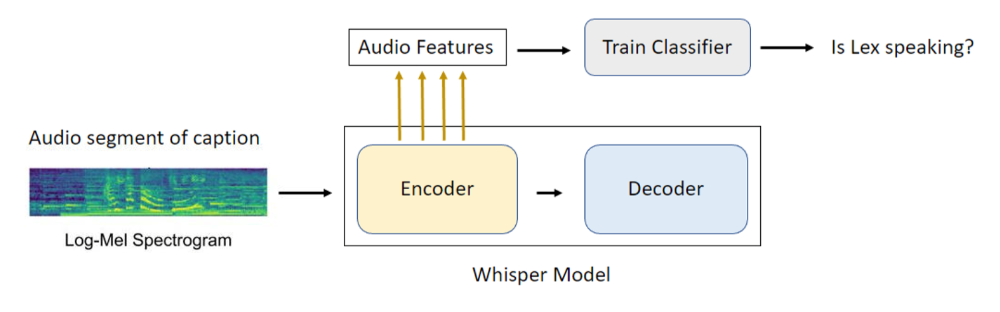 Audio Features
Train Classifier
Is Lex speaking?
Audio segment of caption
Encoder
Decoder
Log-Mel Spectrogram
Whisper Model